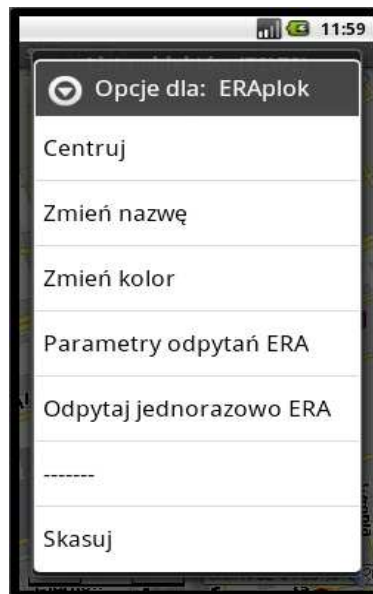 11:59
Opcje dla: ERAplok
Centruj
Zmień nazwę
Zmień kolor
Parametry odpytań ERA
Odpytaj jednorazowo ERA
-------
Skasuj